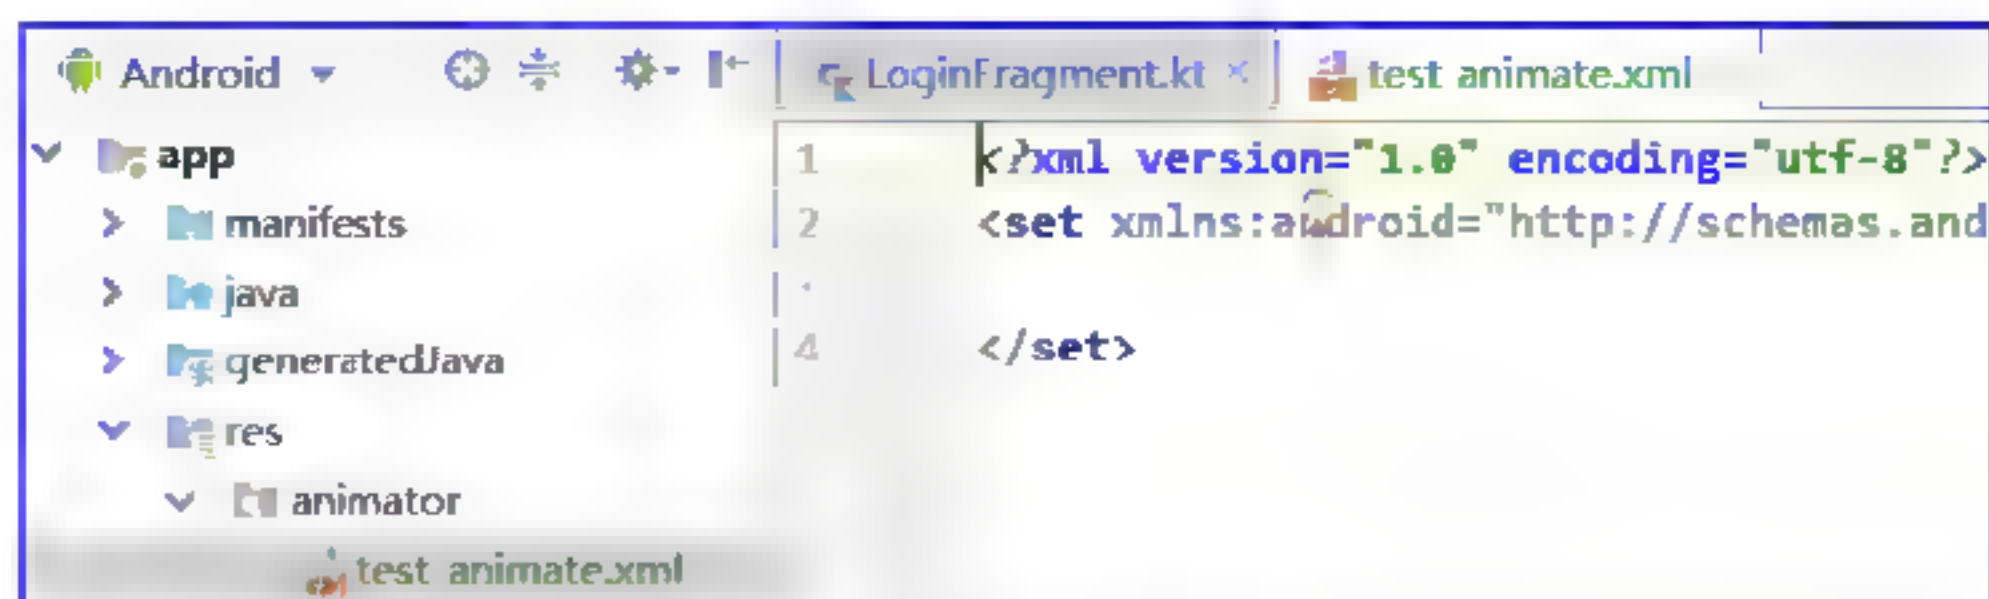 Android
LoginFragment.kt
test animate.xml
app
manifests
java
generatedJava
res
animator
test animate.xml
1 <?xml version="1.0" encoding="utf-8"?>
2 <set xmlns:android="http://schemas.and
4 </set>